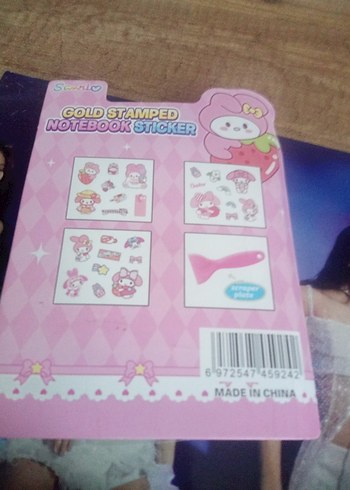 GOLD STAMPED
NOTEBOOK STICKER
scraper
plate
6 972547 459242
MADE IN CHINA